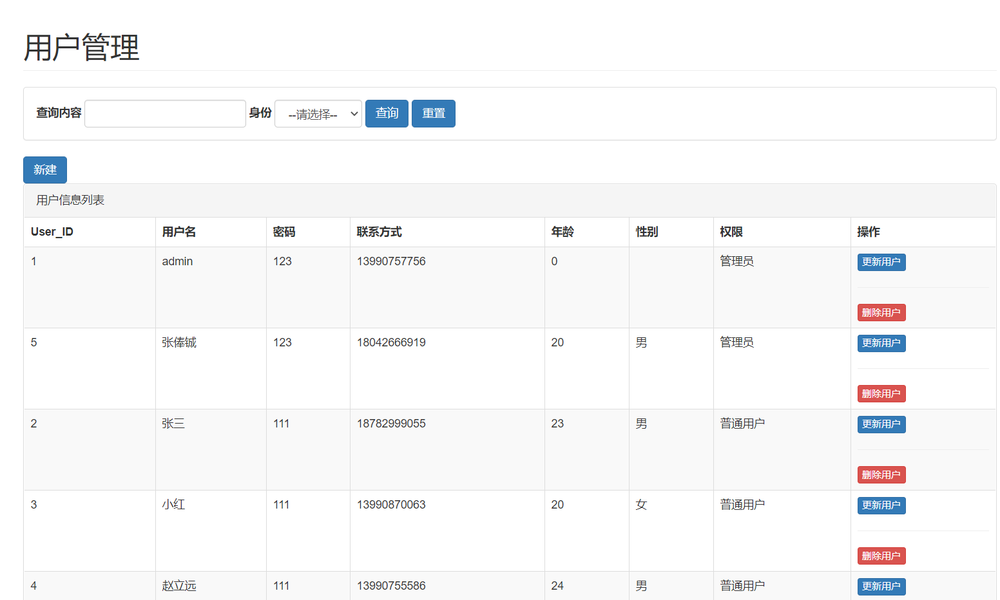 用户管理
查询内容 身份 --请选择-- 查询 重置
新建
用户信息列表
User_ID 用户名 密码 联系方式 年龄 性别 权限 操作
1 admin 123 13990757756 0 管理员 更新用户
删除用户
5 张俸铖 123 18042666919 20 男 管理员 更新用户
删除用户
2 张三 111 18782999055 23 男 普通用户 更新用户
删除用户
3 小红 111 13990870063 20 女 普通用户 更新用户
删除用户
4 赵立远 111 13990755586 24 男 普通用户 更新用户